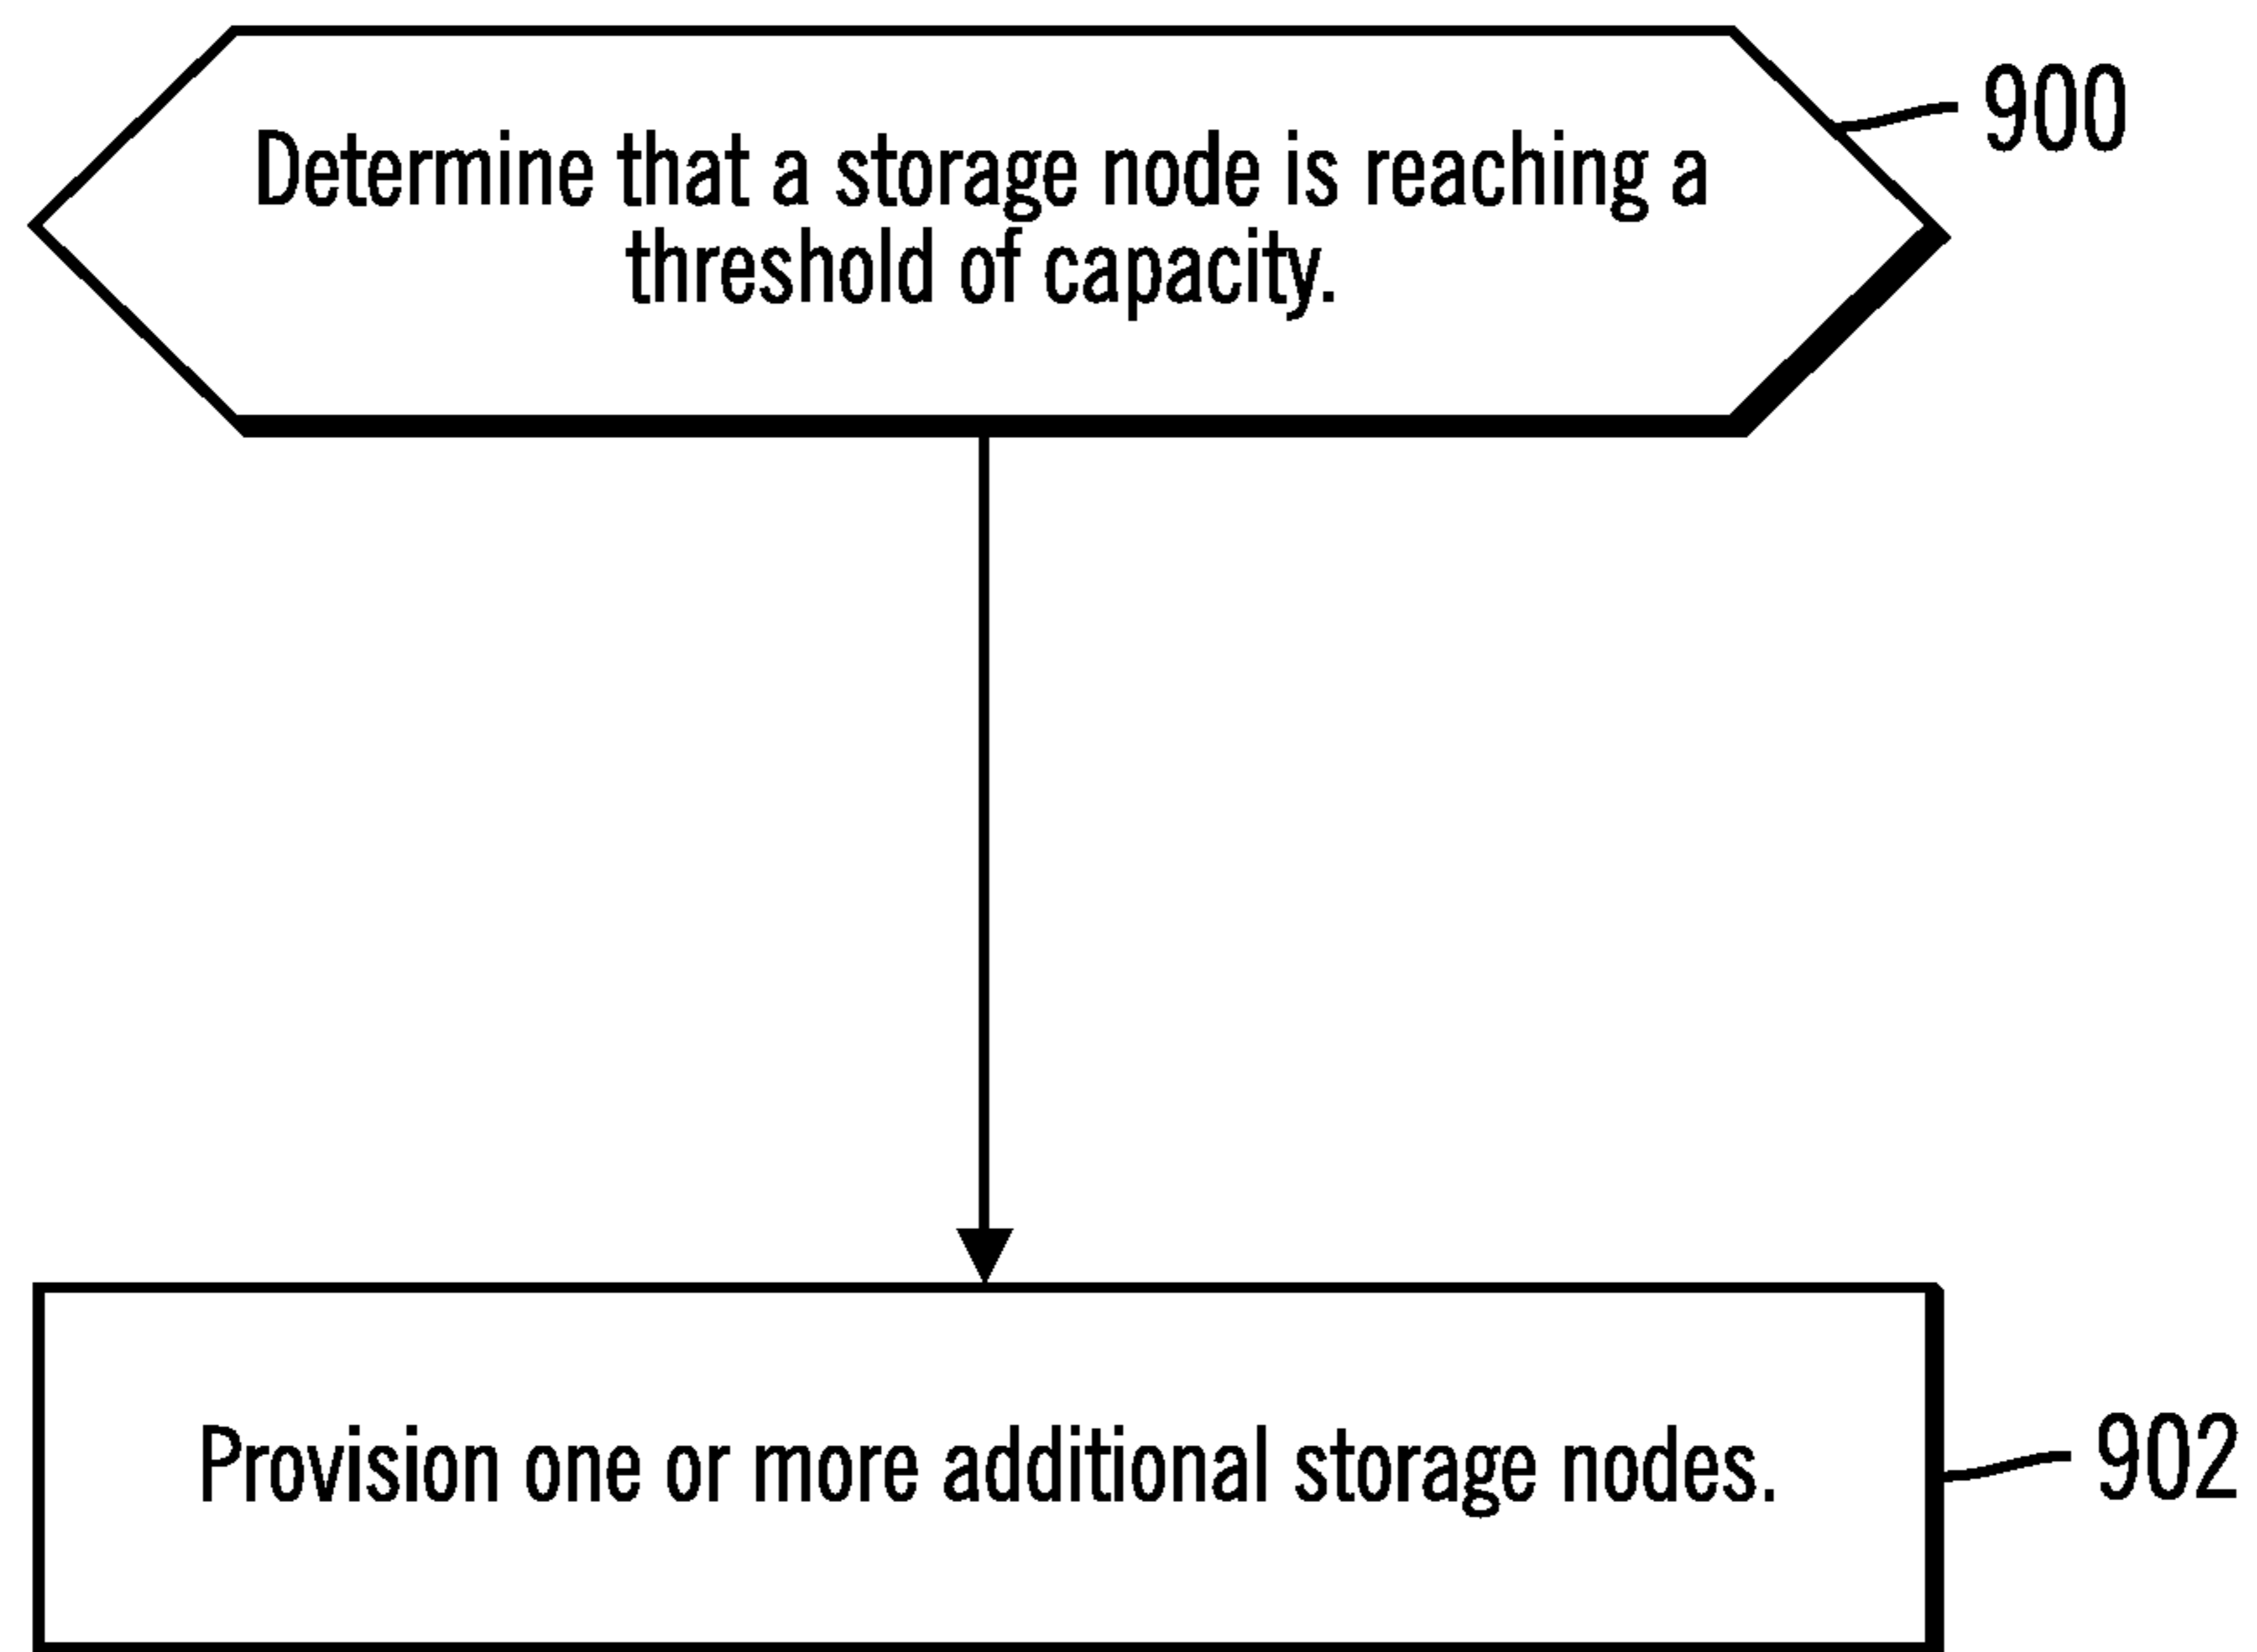 900
Determine that a storage node is reaching a
threshold of capacity.
Provision one or more additional storage nodes.
902